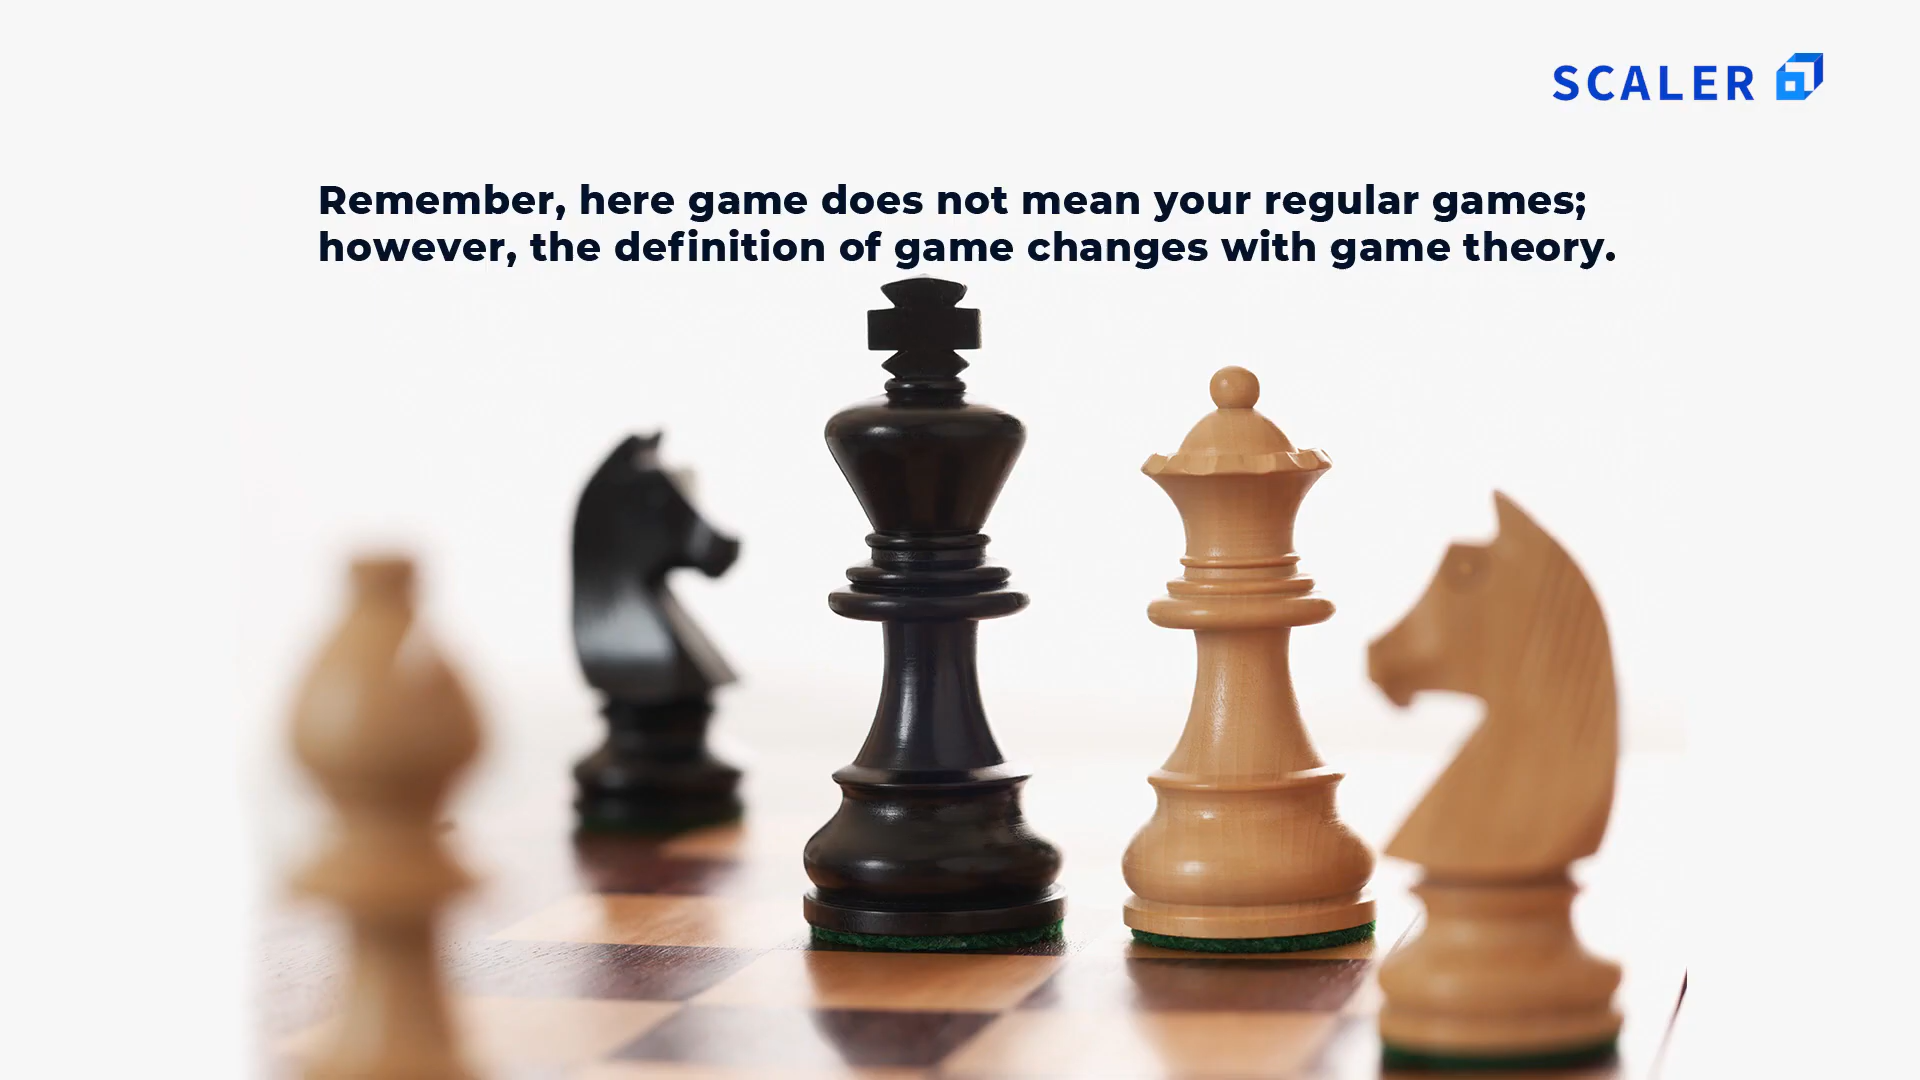 SCALER
Remember, here game does not mean your regular games;
however, the definition of game changes with game theory.